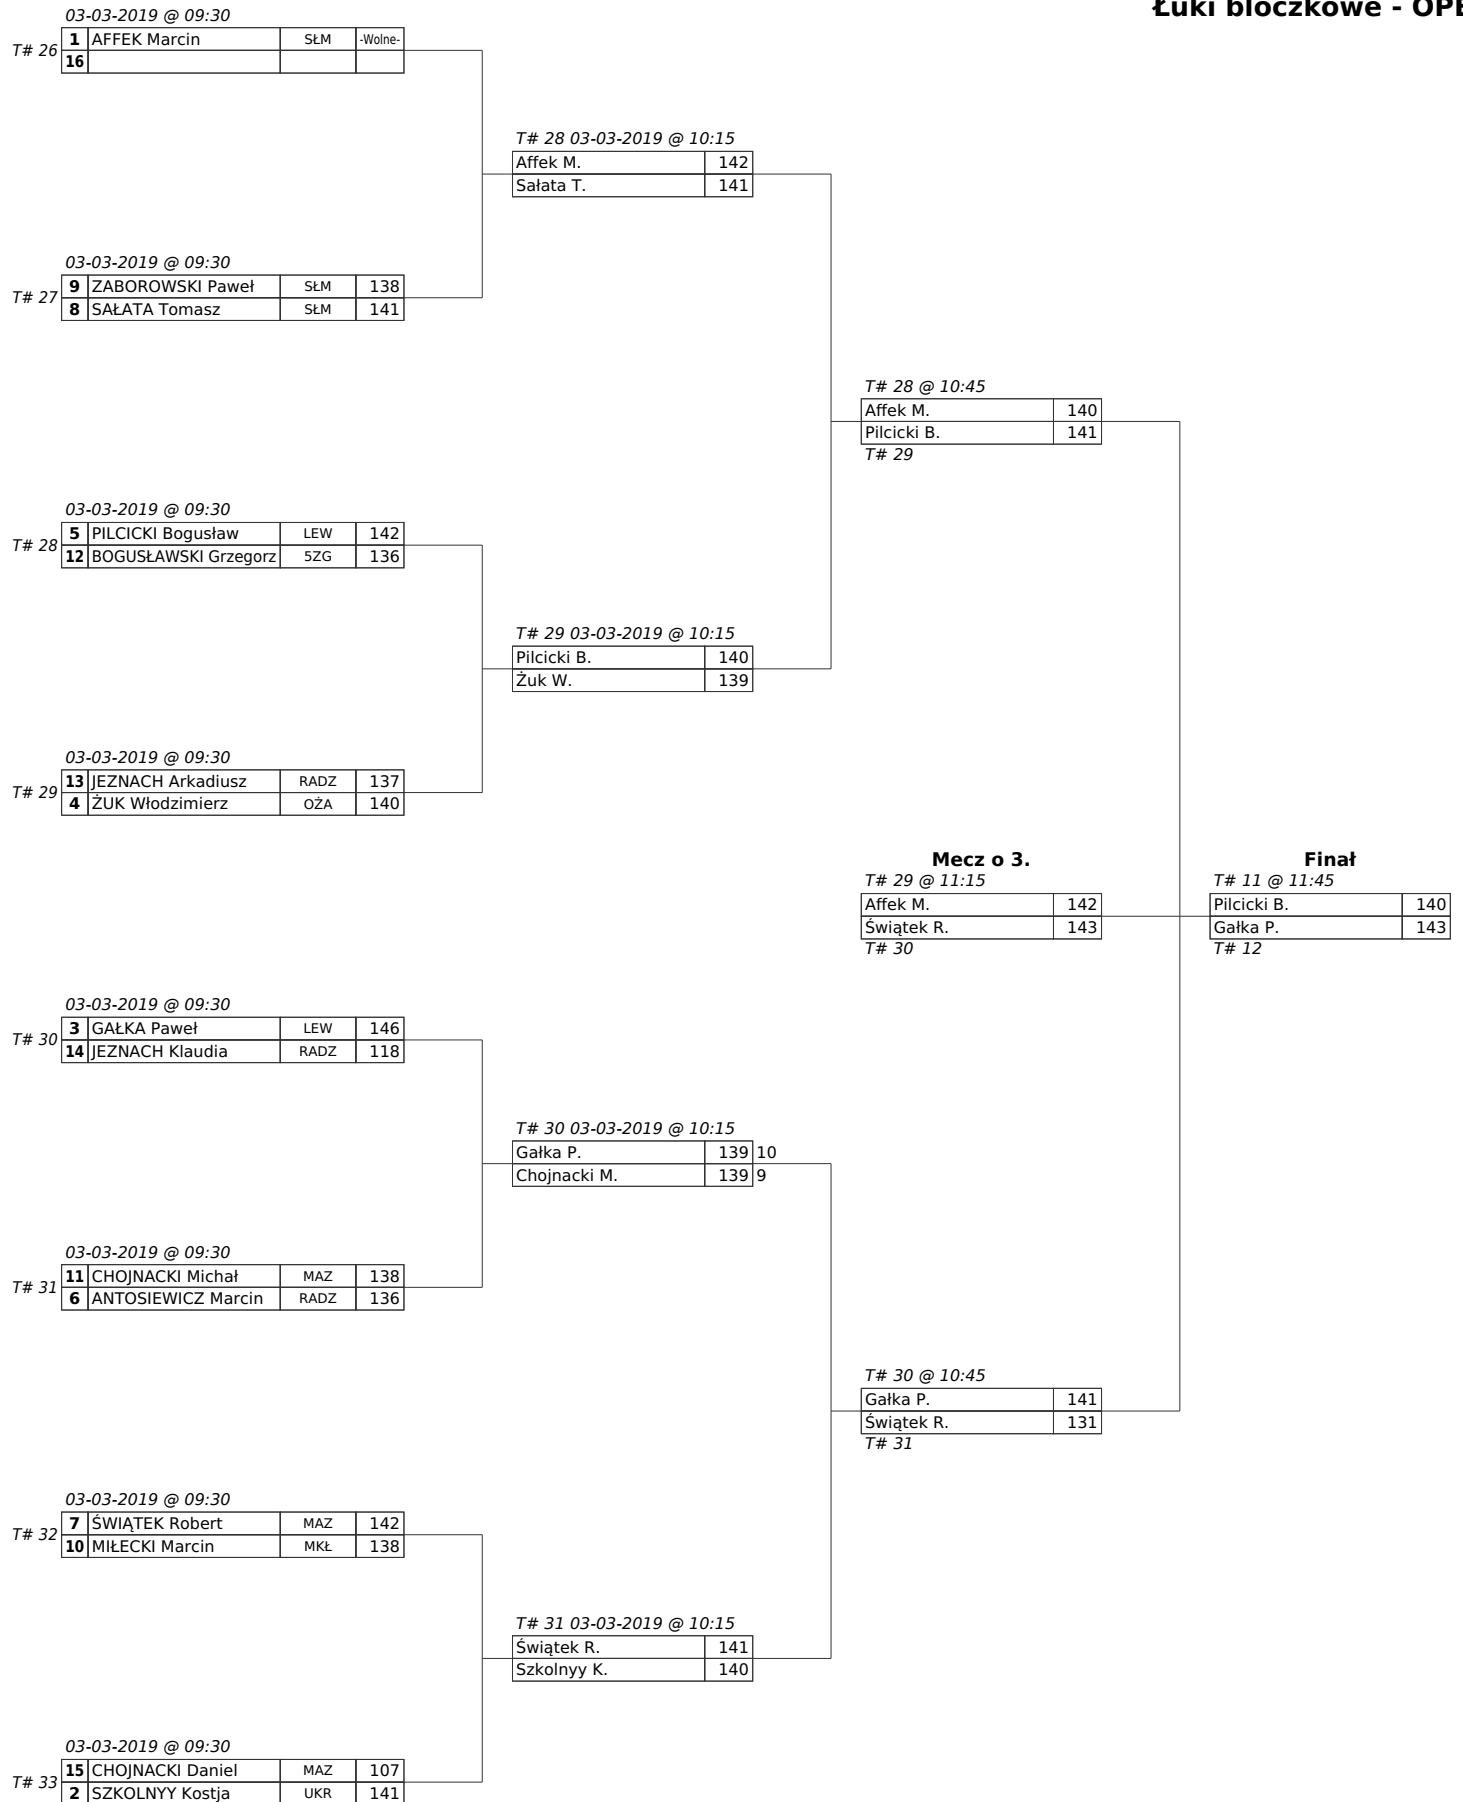 Łuki bloczkowe - OPE
03-03-2019 @ 09:30
T# 26
1 AFFEK Marcin SŁM -Wolne-
16
T# 28 03-03-2019 @ 10:15
Affek M. 142
Sałata T. 141
03-03-2019 @ 09:30
T# 27
9 ZABOROWSKI Paweł SŁM 138
8 SAŁATA Tomasz SŁM 141
T# 28 @ 10:45
Affek M. 140
Pilcicki B. 141
T# 29
03-03-2019 @ 09:30
T# 28
5 PILCICKI Bogusław LEW 142
12 BOGUSŁAWSKI Grzegorz 5ZG 136
T# 29 03-03-2019 @ 10:15
Pilcicki B. 140
Żuk W. 139
03-03-2019 @ 09:30
T# 29
13 JEZNACH Arkadiusz RADZ 137
4 ŻUK Włodzimierz OŻA 140
Mecz o 3.
T# 29 @ 11:15
Affek M. 142
Świątek R. 143
T# 30
Finał
T# 11 @ 11:45
Pilcicki B. 140
Gałka P. 143
T# 12
03-03-2019 @ 09:30
T# 30
3 GAŁKA Paweł LEW 146
14 JEZNACH Klaudia RADZ 118
T# 30 03-03-2019 @ 10:15
Gałka P. 139 10
Chojnacki M. 139 9
03-03-2019 @ 09:30
T# 31
11 CHOJNACKI Michał MAZ 138
6 ANTOSIEWICZ Marcin RADZ 136
T# 30 @ 10:45
Gałka P. 141
Świątek R. 131
T# 31
03-03-2019 @ 09:30
T# 32
7 ŚWIĄTEK Robert MAZ 142
10 MIŁECKI Marcin MKŁ 138
T# 31 03-03-2019 @ 10:15
Świątek R. 141
Szkolnyy K. 140
03-03-2019 @ 09:30
T# 33
15 CHOJNACKI Daniel MAZ 107
2 SZKOLNYY Kostja UKR 141